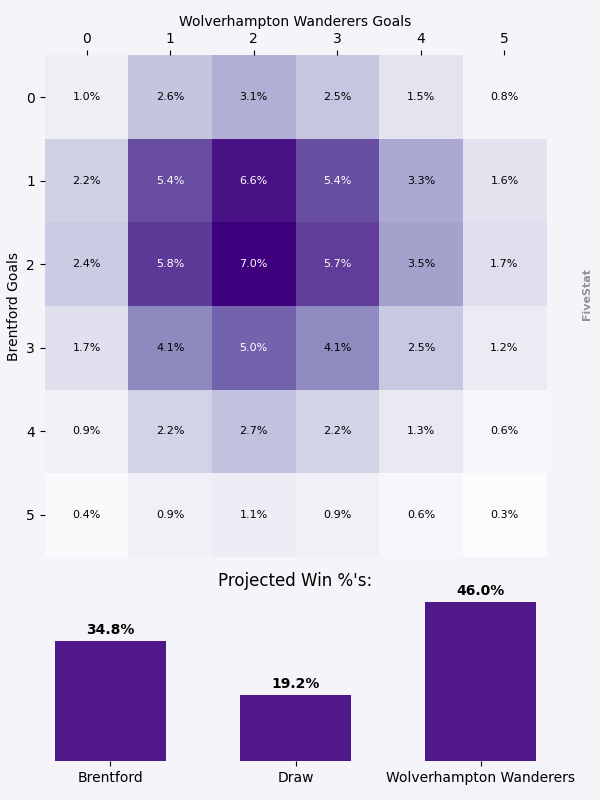 Wolverhampton Wanderers Goals
0 1 2 3 4 5
0 1.0% 2.6% 3.1% 2.5% 1.5% 0.8%
1 2.2% 5.4% 6.6% 5.4% 3.3% 1.6%
2 2.4% 5.8% 7.0% 5.7% 3.5% 1.7%
3 1.7% 4.1% 5.0% 4.1% 2.5% 1.2%
4 0.9% 2.2% 2.7% 2.2% 1.3% 0.6%
5 0.4% 0.9% 1.1% 0.9% 0.6% 0.3%
Brentford Goals
FiveStat
Projected Win %'s:
34.8% 19.2% 46.0%
Brentford Draw Wolverhampton Wanderers